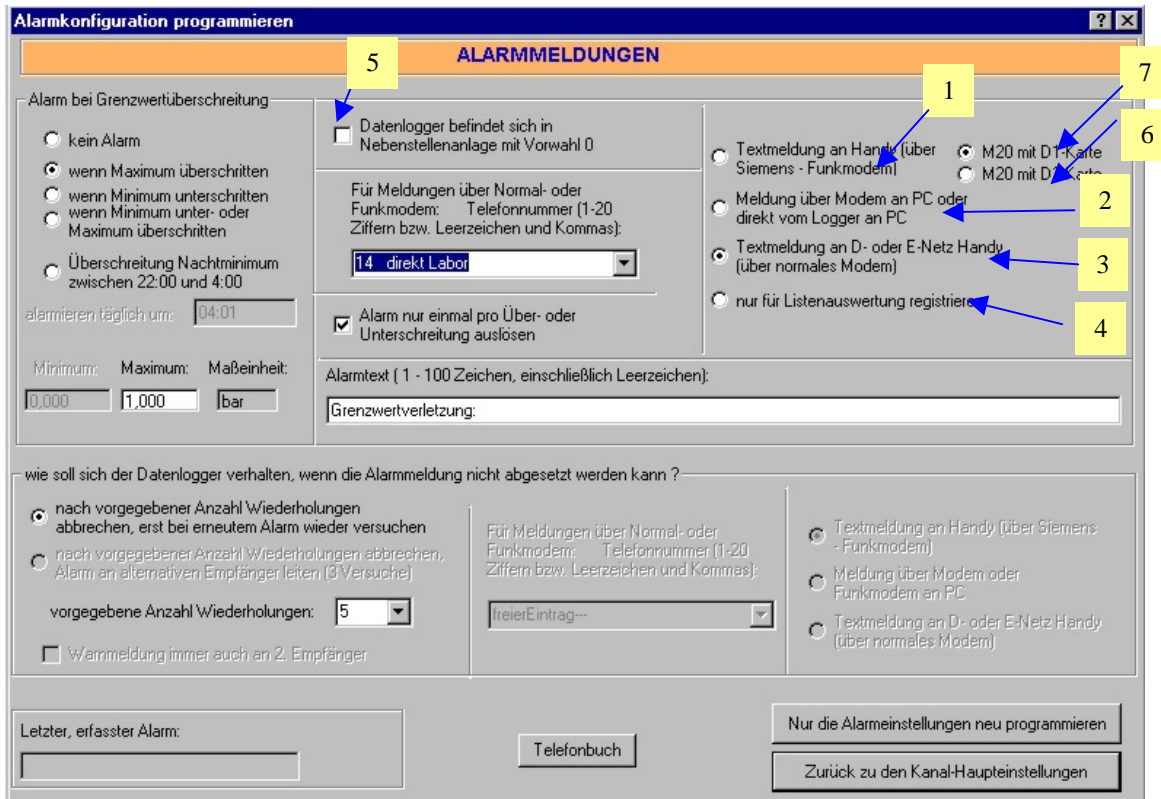 Alarmkonfiguration programmieren
? ×
ALARMMELDUNGEN
5
7
1
6
2
3
4
Alarm bei Grenzwertüberschreitung
kein Alarm
wenn Maximum überschritten
wenn Minimum unterschritten
wenn Minimum unter- oder
Maximum überschritten
Überschreitung Nachtminimum
zwischen 22:00 und 4:00
alarmieren täglich um: 04:01
Minimum: Maximum: Maßeinheit:
0,000 1,000 bar
Datenlogger befindet sich in
Nebenstellenanlage mit Vorwahl 0
Für Meldungen über Normal- oder
Funkmodem: Telefonnummer (1-20
Ziffern bzw. Leerzeichen und Kommas):
14 direkt Labor
Alarm nur einmal pro Über- oder
Unterschreitung auslösen
Textmeldung an Handy (über
Siemens - Funkmodem)
M20 mit D1-Karte
M20 mit
Meldung über Modem an PC oder
direkt vom Logger an PC
Textmeldung an D- oder E-Netz Handy
(über normales Modem)
nur für Listenauswertung registrieren
Alarmtext ( 1 - 100 Zeichen, einschließlich Leerzeichen):
Grenzwertverletzung:
wie soll sich der Datenlogger verhalten, wenn die Alarmmeldung nicht abgesetzt werden kann ?
nach vorgegebener Anzahl Wiederholungen
abbrechen, erst bei erneutem Alarm wieder versuchen
nach vorgegebener Anzahl Wiederholungen abbrechen,
Alarm an alternativen Empfänger leiten (3 Versuche)
vorgegebene Anzahl Wiederholungen: 5
Warnmeldung immer auch an 2. Empfänger
Für Meldungen über Normal- oder
Funkmodem: Telefonnummer (1-20
Ziffern bzw. Leerzeichen und Kommas):
freierEintrag---
Textmeldung an Handy (über Siemens
- Funkmodem)
Meldung über Modem oder
Funkmodem an PC
Textmeldung an D- oder E-Netz Handy
(über normales Modem)
Letzter, erfasster Alarm:
Telefonbuch
Nur die Alarmeinstellungen neu programmieren
Zurück zu den Kanal-Haupteinstellungen